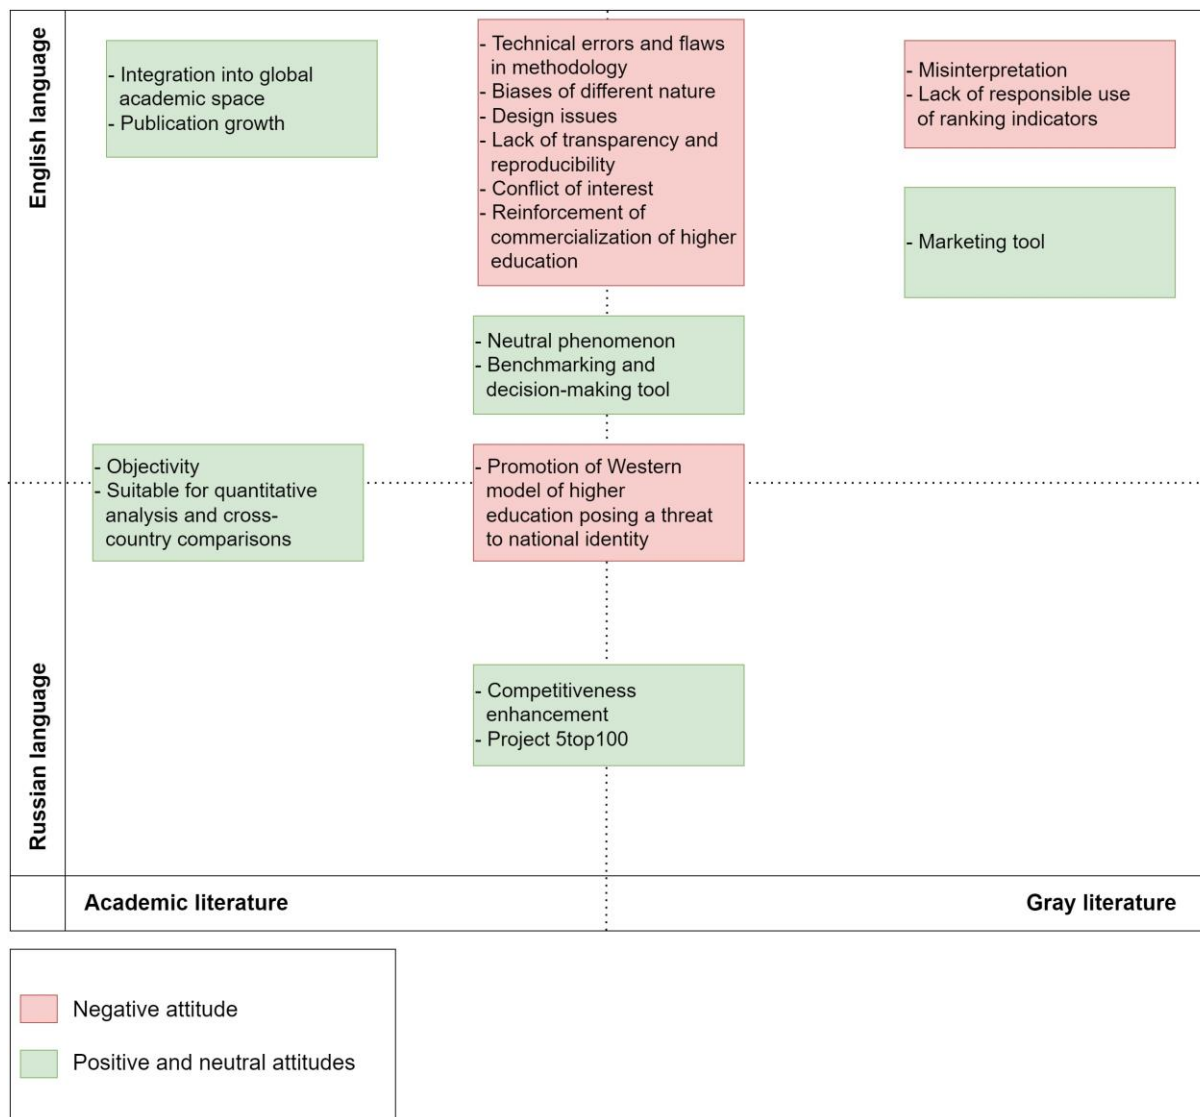 English language
- Integration into global
academic space
- Publication growth
- Technical errors and flaws
in methodology
- Biases of different nature
- Design issues
- Lack of transparency and
reproducibility
- Conflict of interest
- Reinforcement of
commercialization of higher
education
- Misinterpretation
- Lack of responsible use
of ranking indicators
- Marketing tool
- Neutral phenomenon
- Benchmarking and
decision-making tool
- Objectivity
- Suitable for quantitative
analysis and cross-
country comparisons
- Promotion of Western
model of higher
education posing a threat
to national identity
Russian language
- Competitiveness
enhancement
- Project 5top100
Academic literature
Gray literature
Negative attitude
Positive and neutral attitudes